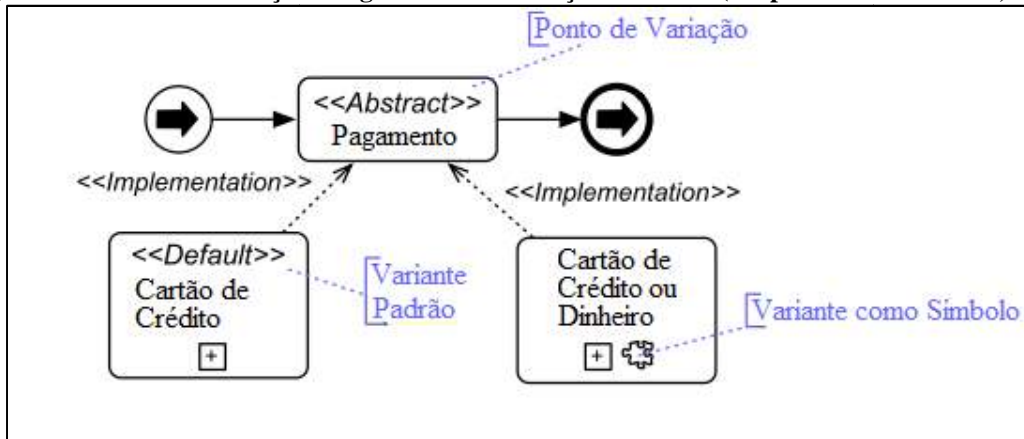 Ponto de Variação
<<Abstract>>
Pagamento
<<Implementation>>
<<Implementation>>
<<Default>>
Cartão de
Crédito
Variante
Padrão
Cartão de
Crédito ou
Dinheiro
Variante como Símbolo